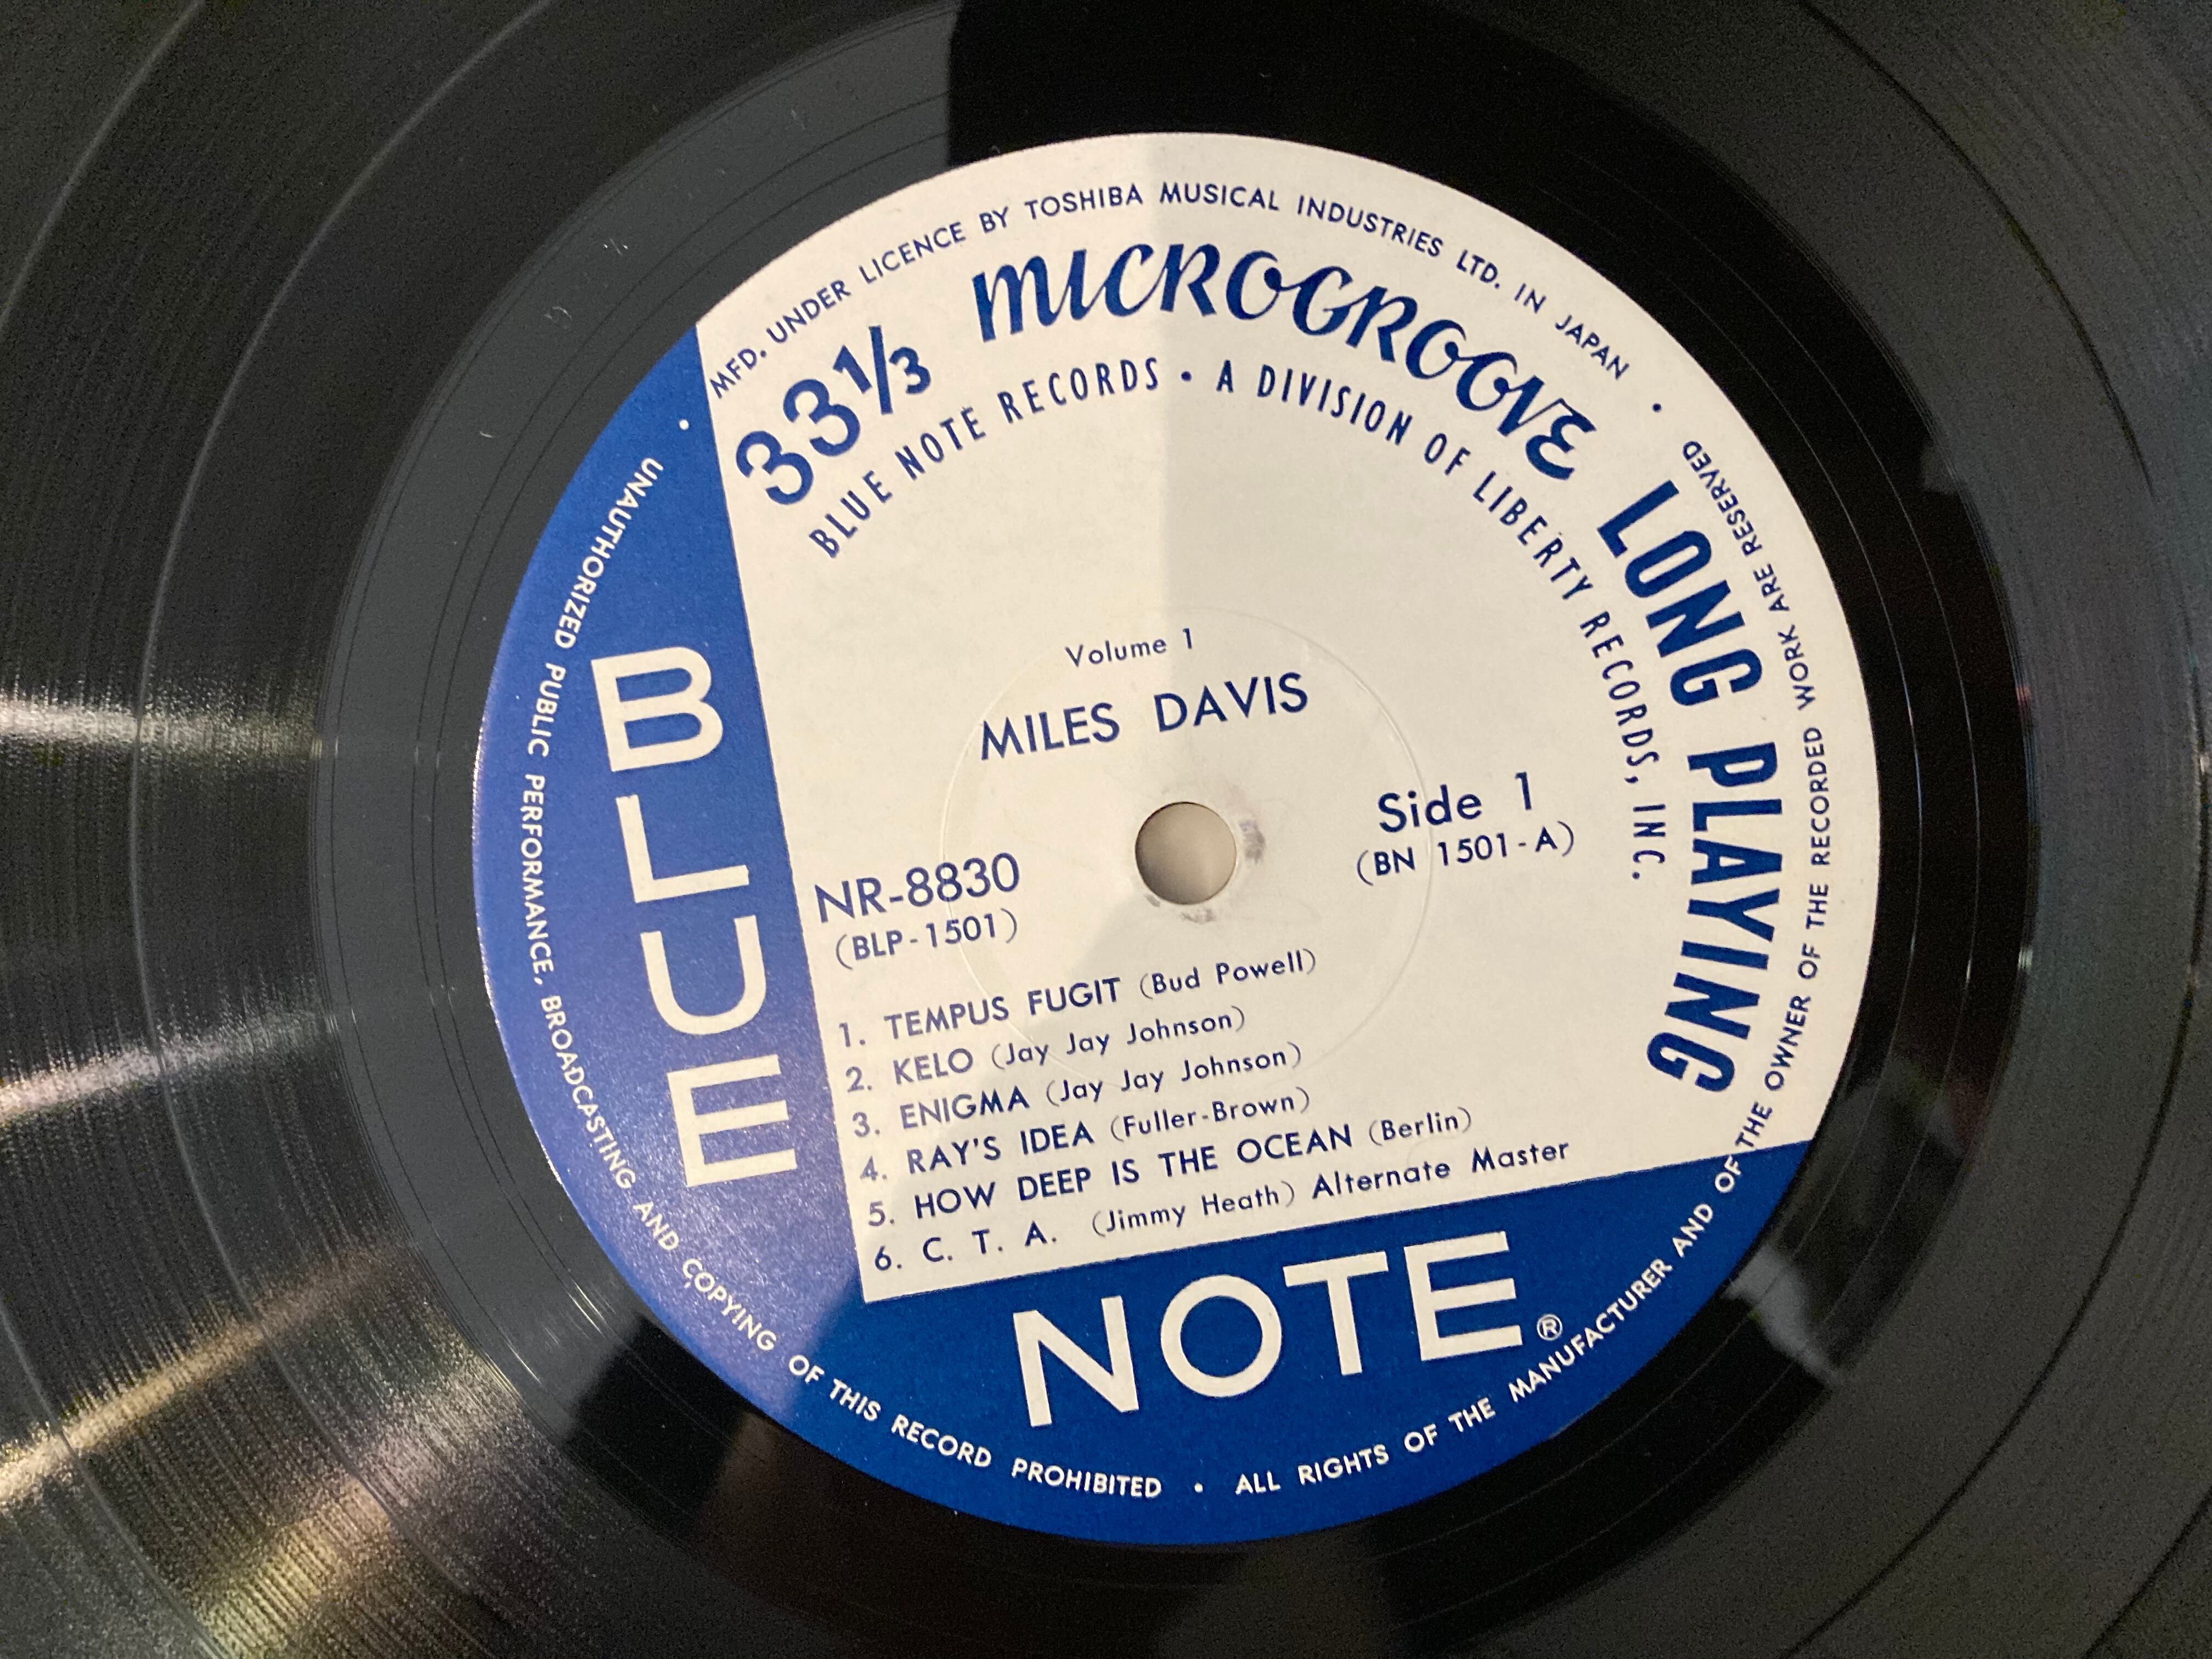 MFD. UNDER LICENCE BY TOSHIBA MUSICAL INDUSTRIES LTD. IN JAPAN •
33⅓ MICROGROOVE LONG PLAYING
BLUE NOTE RECORDS • A DIVISION OF LIBERTY RECORDS, INC.
Volume 1
MILES DAVIS
Side 1
(BN 1501-A)
NR-8830
(BLP-1501)
1. TEMPUS FUGIT (Bud Powell)
2. KELO (Jay Jay Johnson)
3. ENIGMA (Jay Jay Johnson)
4. RAY'S IDEA (Fuller-Brown)
5. HOW DEEP IS THE OCEAN (Berlin)
6. C. T. A. (Jimmy Heath) Alternate Master
BLUE
NOTE®
• UNAUTHORIZED PUBLIC PERFORMANCE, BROADCASTING AND COPYING OF THIS RECORD PROHIBITED • ALL RIGHTS OF THE MANUFACTURER AND OF THE OWNER OF THE RECORDED WORK ARE RESERVED